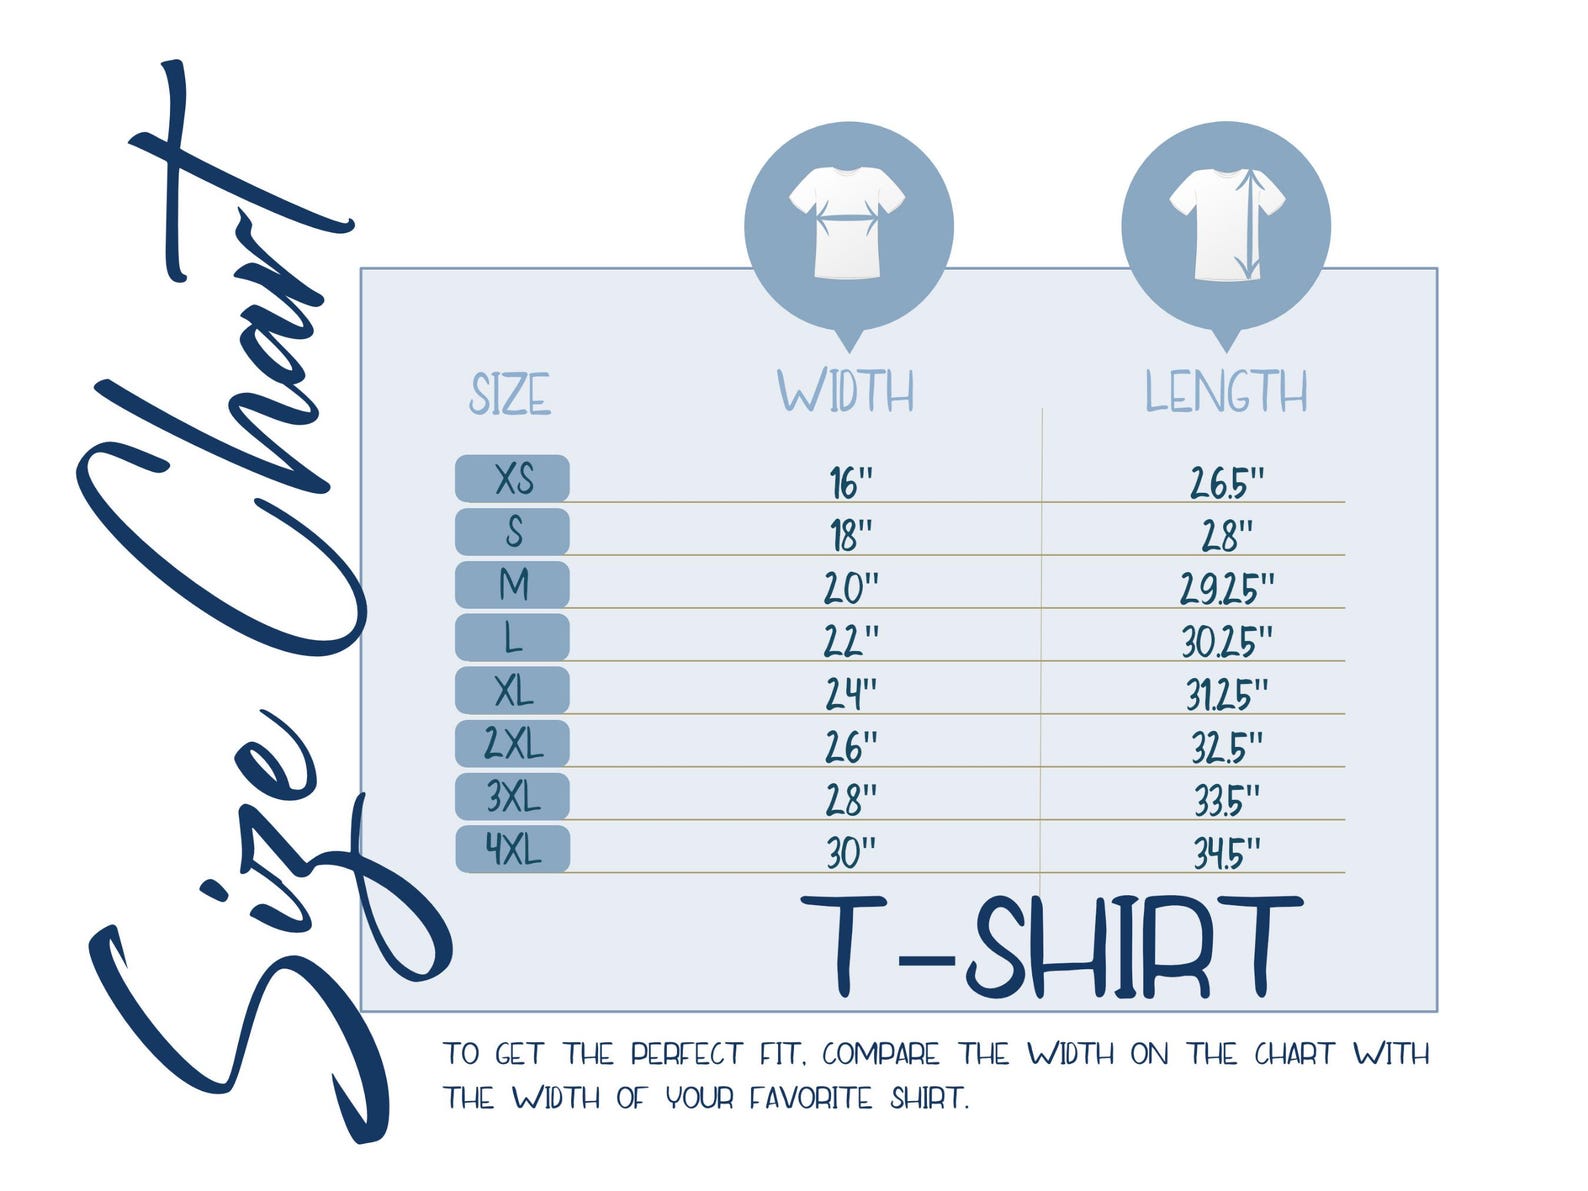 Size Chart
SIZE WIDTH LENGTH
XS 16" 26.5"
S 18" 28"
M 20" 29.25"
L 22" 30.25"
XL 24" 31.25"
2XL 26" 32.5"
3XL 28" 33.5"
4XL 30" 34.5"
T-SHIRT
TO GET THE PERFECT FIT, COMPARE THE WIDTH ON THE CHART WITH
THE WIDTH OF YOUR FAVORITE SHIRT.